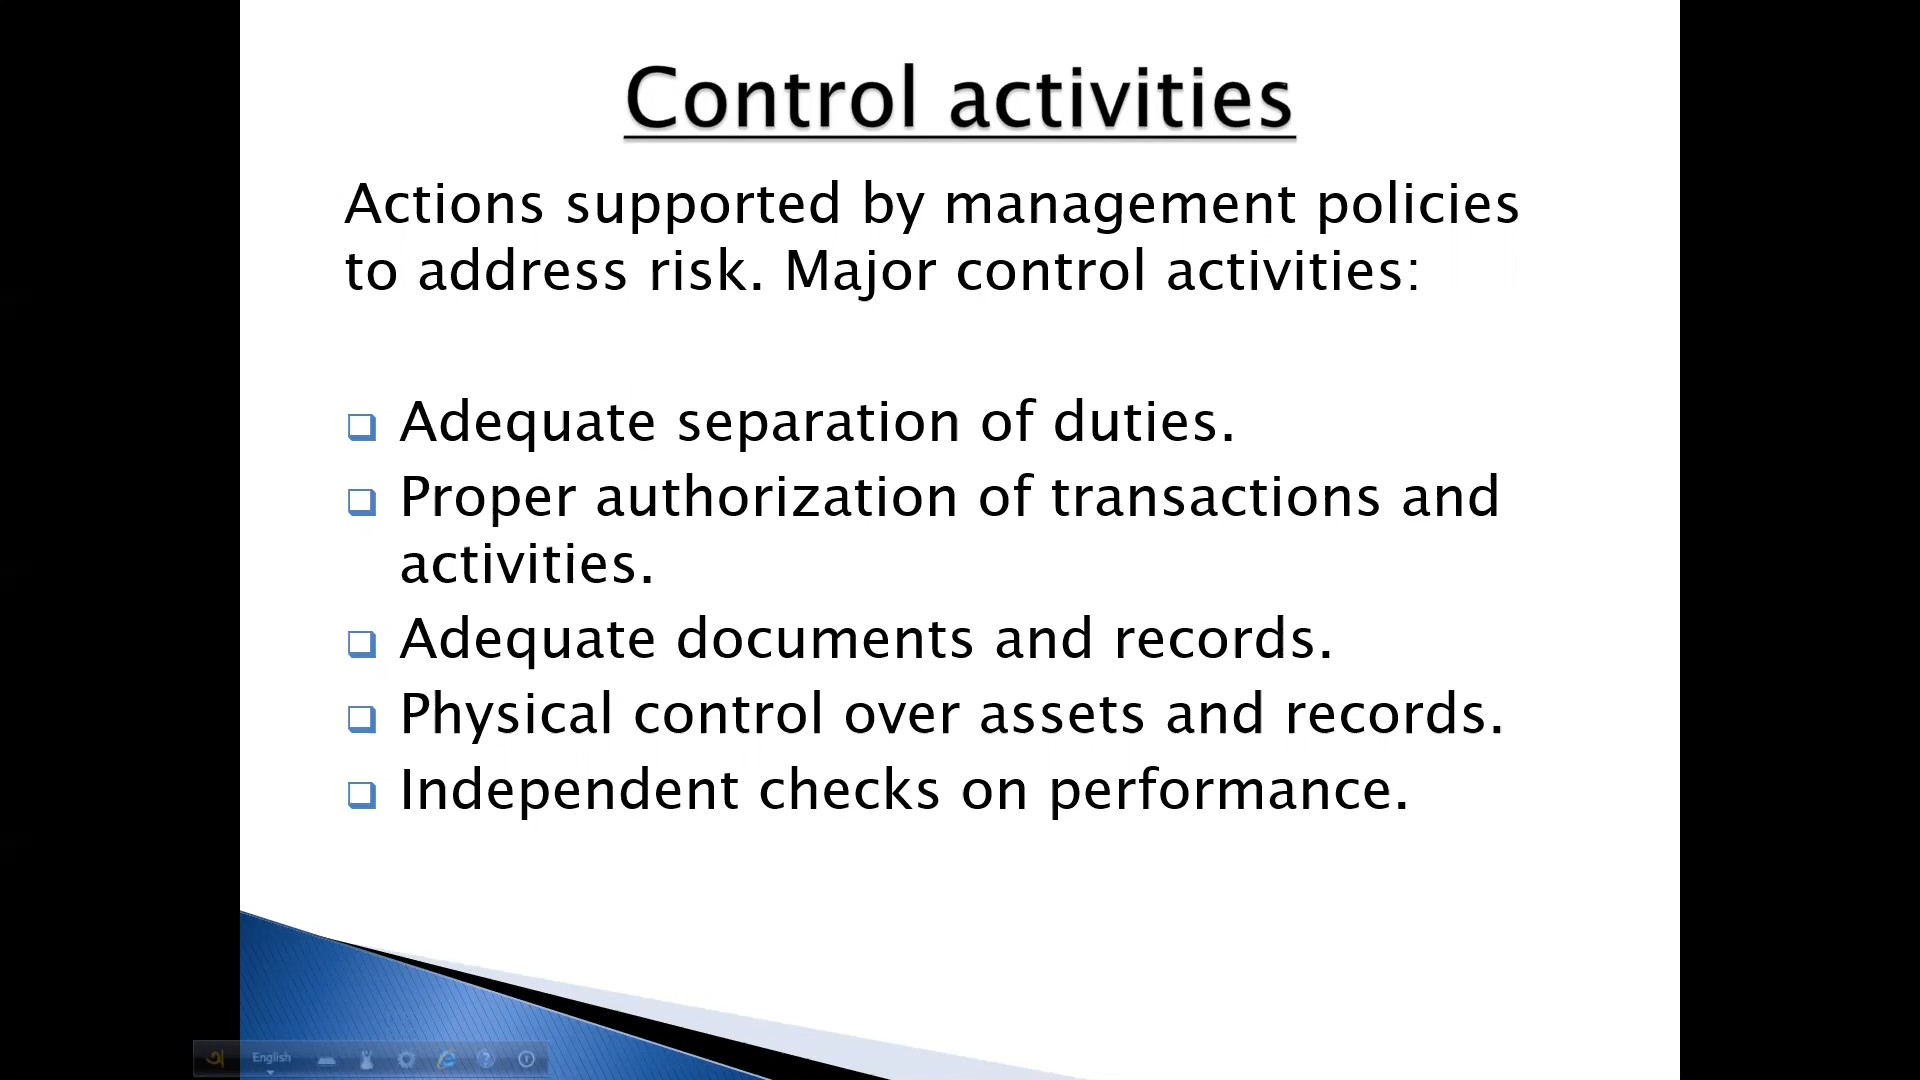 Control activities
Actions supported by management policies
to address risk. Major control activities:
Adequate separation of duties.
Proper authorization of transactions and
activities.
Adequate documents and records.
Physical control over assets and records.
Independent checks on performance.
অ English